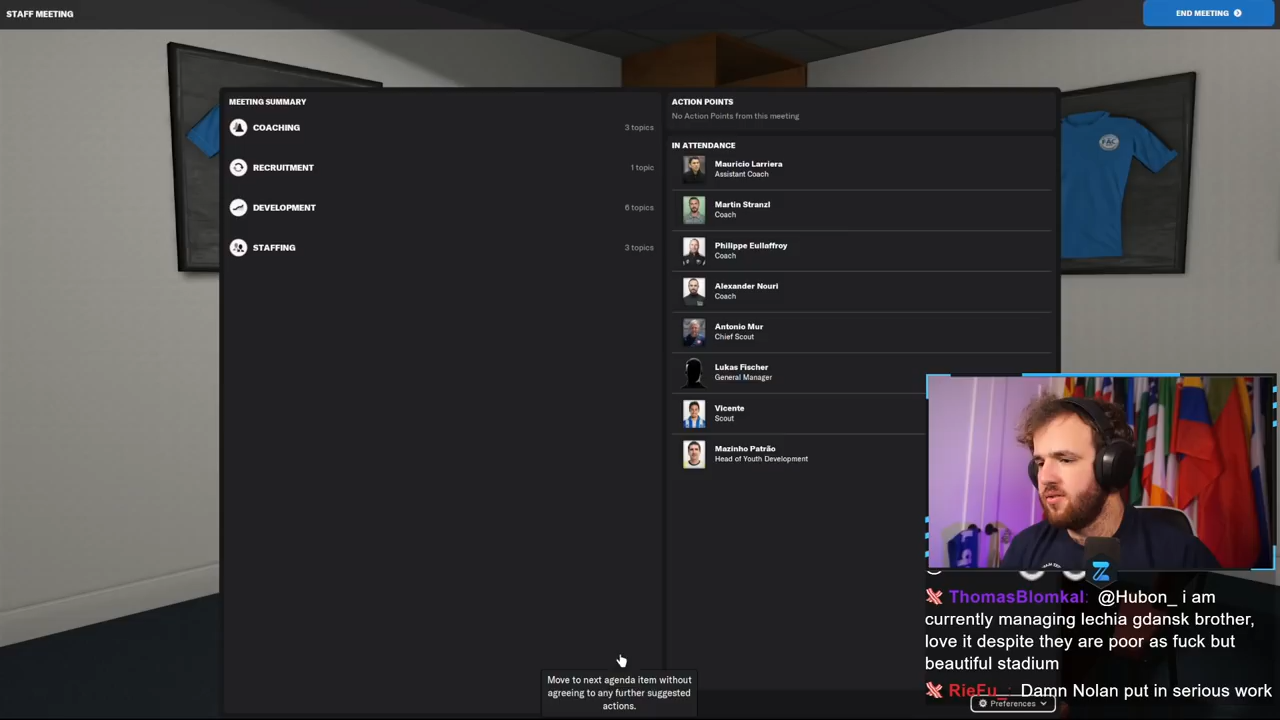 STAFF MEETING
END MEETING
MEETING SUMMARY
COACHING
3 topics
RECRUITMENT
1 topic
DEVELOPMENT
6 topics
STAFFING
3 topics
ACTION POINTS
No Action Points from this meeting
IN ATTENDANCE
Mauricio Larriera
Assistant Coach
Martin Stranzl
Coach
Philippe Eullaffroy
Coach
Alexander Nouri
Coach
Antonio Mur
Chief Scout
Lukas Fischer
General Manager
Vicente
Scout
Mazinho Patrão
Head of Youth Development
Move to next agenda item without
agreeing to any further suggested
actions.
ThomasBlomkal: @Hubon_ i am
currently managing lechia gdansk brother,
love it despite they are poor as fuck but
beautiful stadium
RieFu_: Damn Nolan put in serious work
Preferences